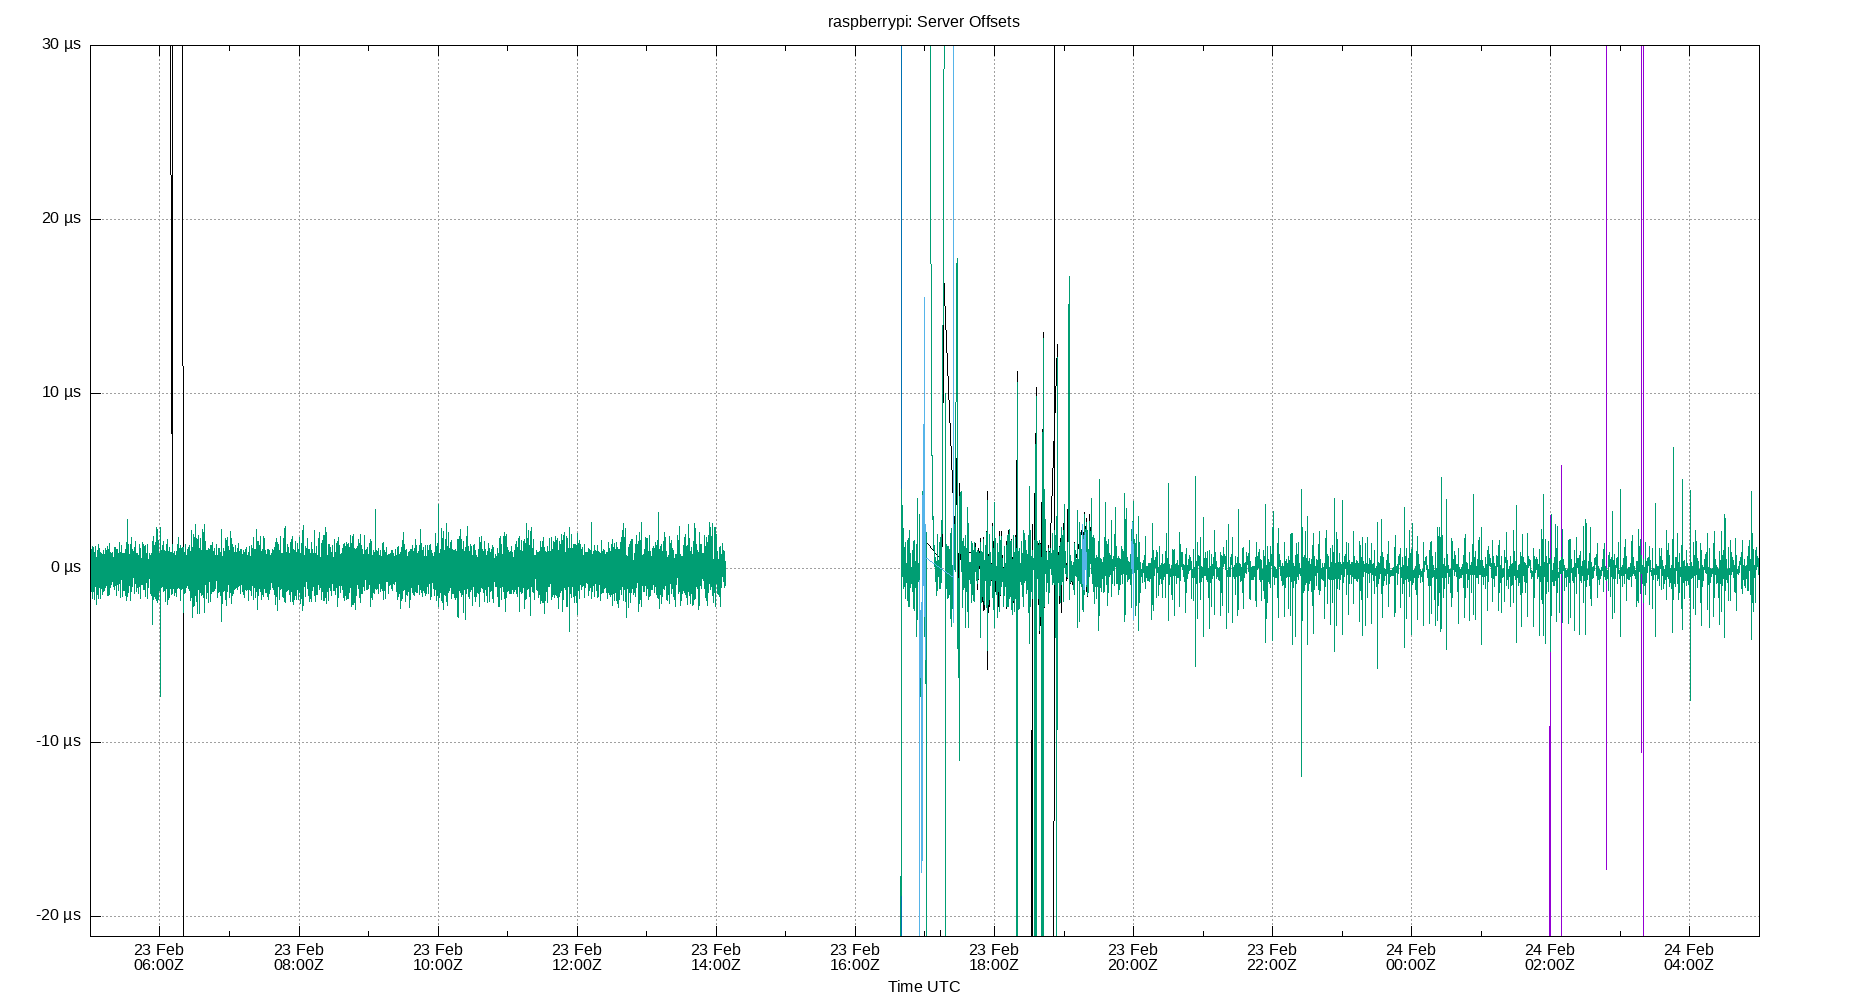 raspberrypi: Server Offsets
30 µs
20 µs
10 µs
0 µs
-10 µs
-20 µs
23 Feb 23 Feb 23 Feb 23 Feb 23 Feb 23 Feb 23 Feb 23 Feb 23 Feb 24 Feb 24 Feb 24 Feb
06:00Z 08:00Z 10:00Z 12:00Z 14:00Z 16:00Z 18:00Z 20:00Z 22:00Z 00:00Z 02:00Z 04:00Z
Time UTC